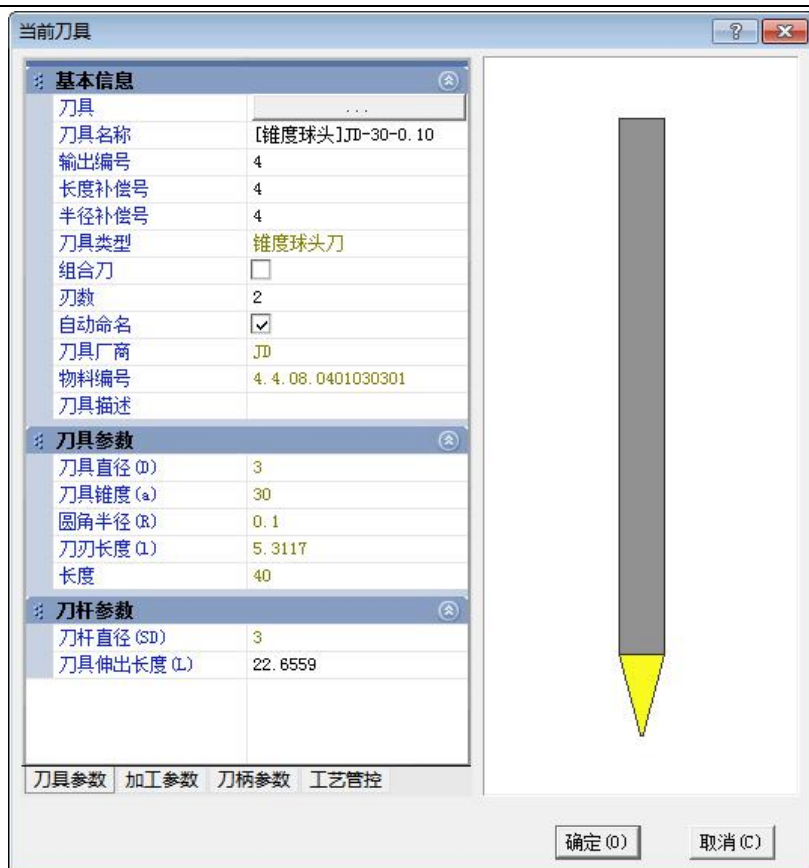 当前刀具
基本信息
刀具 ...
刀具名称 [锥度球头]JD-30-0.10
输出编号 4
长度补偿号 4
半径补偿号 4
刀具类型 锥度球头刀
组合刀
刃数 2
自动命名
刀具厂商 JD
物料编号 4.4.08.0401030301
刀具描述
刀具参数
刀具直径(D) 3
刀具锥度(a) 30
圆角半径(R) 0.1
刀刃长度(l) 5.3117
长度 40
刀杆参数
刀杆直径(SD) 3
刀具伸出长度(L) 22.6559
刀具参数 加工参数 刀柄参数 工艺管控
确定(O) 取消(C)